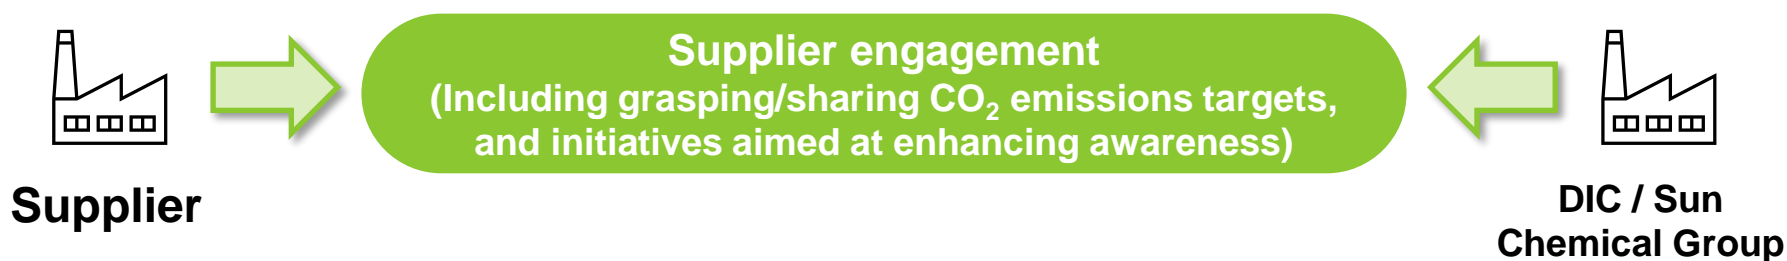 Supplier engagement
(Including grasping/sharing CO₂ emissions targets,
and initiatives aimed at enhancing awareness)
Supplier
DIC / Sun
Chemical Group